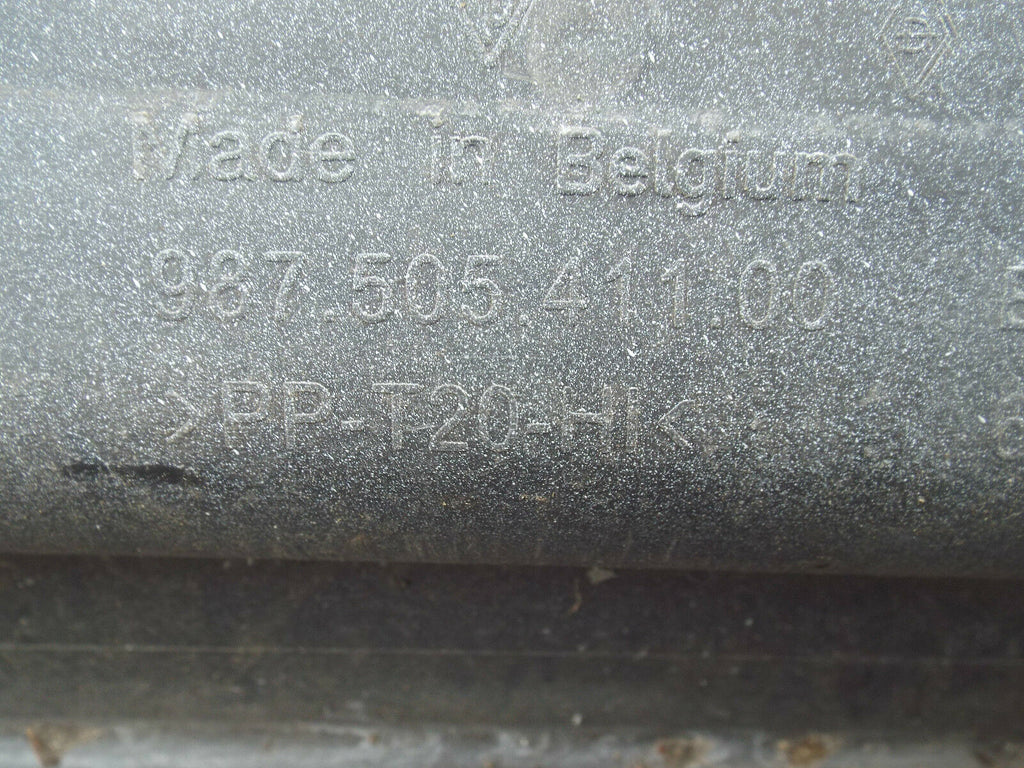 Made in Belgium
987.505.411.00
>PP-T20-HI<